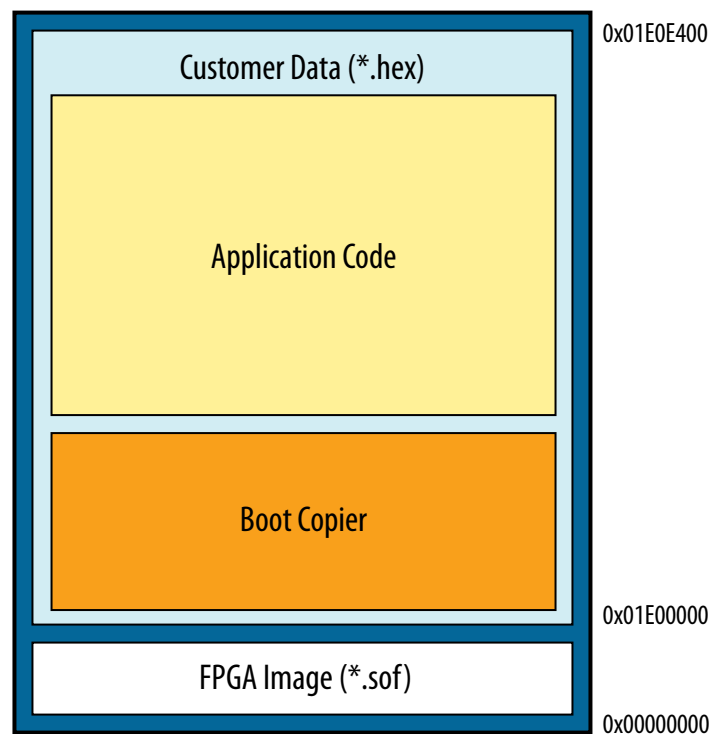 0x01E0E400
Customer Data (*.hex)
Application Code
Boot Copier
0x01E00000
FPGA Image (*.sof)
0x00000000